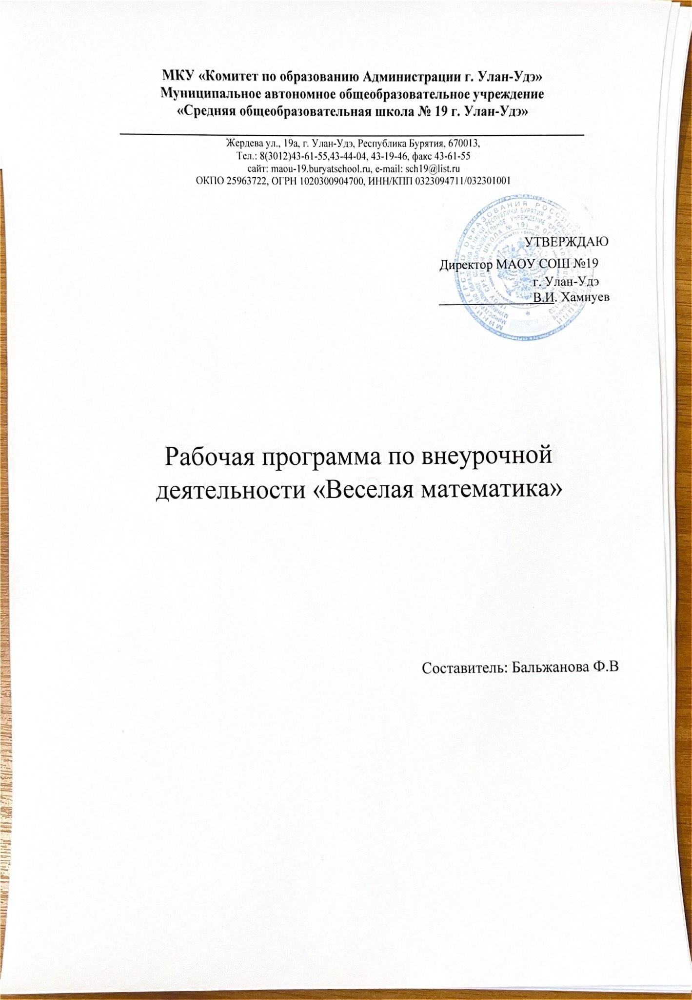 МКУ «Комитет по образованию Администрации г. Улан-Удэ»
Муниципальное автономное общеобразовательное учреждение
«Средняя общеобразовательная школа № 19 г. Улан-Удэ»
Жердева ул., 19а, г. Улан-Удэ, Республика Бурятия, 670013,
Тел.: 8(3012)43-61-55,43-44-04, 43-19-46, факс 43-61-55
сайт: maou-19.buryatschool.ru, e-mail: sch19@list.ru
ОКПО 25963722, ОГРН 1020300904700, ИНН/КПП 0323094711/032301001
УТВЕРЖДАЮ
Директор МАОУ СОШ №19
г. Улан-Удэ
В.И. Хамнуев
Рабочая программа по внеурочной
деятельности «Веселая математика»
Составитель: Бальжанова Ф.В